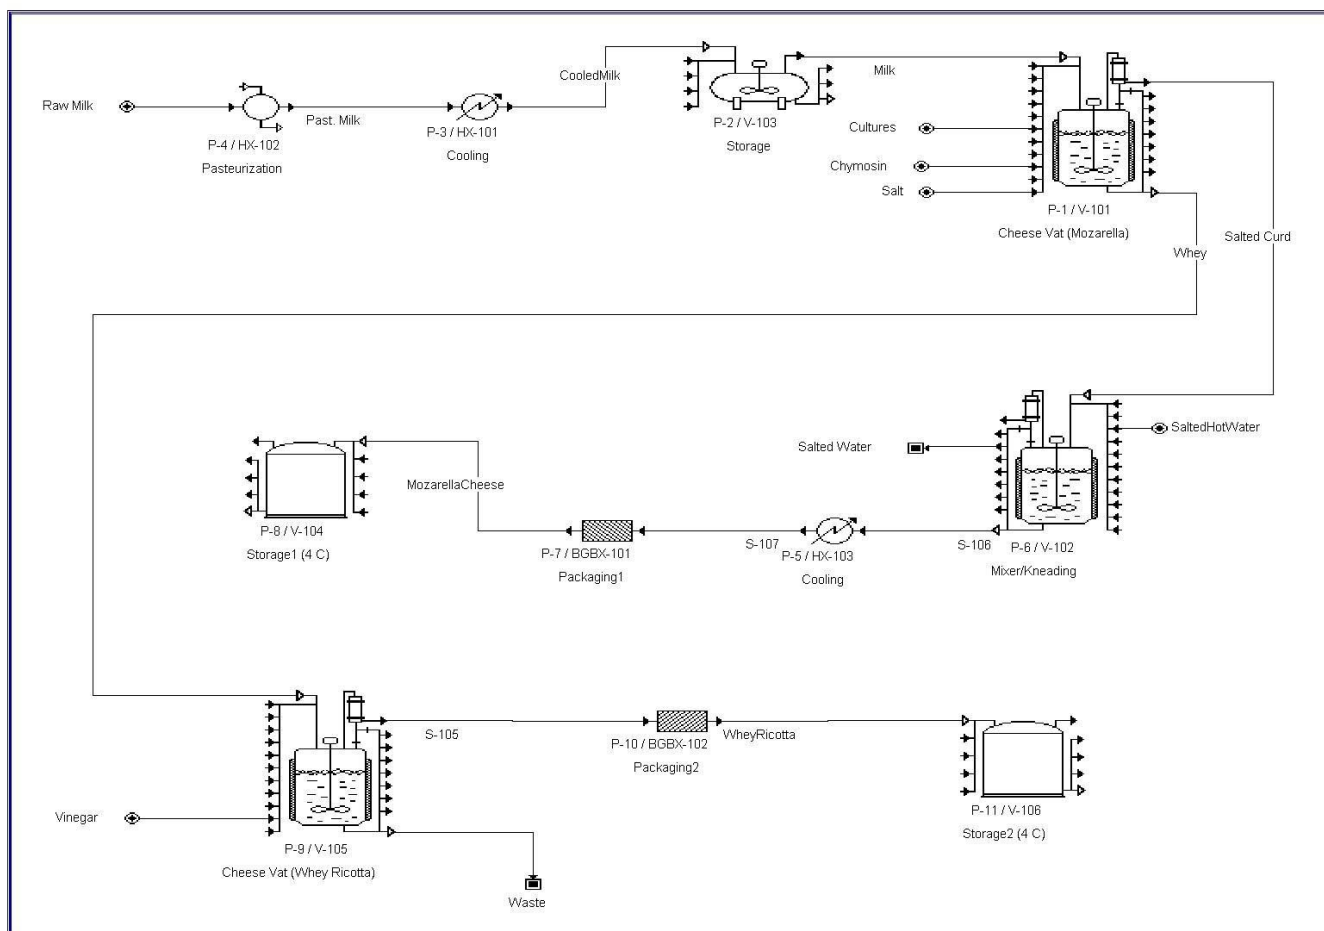 CooledMilk
Milk
Raw Milk
Past. Milk
P-4 / HX-102
Pasteurization
P-3 / HX-101
Cooling
P-2 / V-103
Storage
Cultures
Chymosin
Salt
P-1 / V-101
Cheese Vat (Mozarella)
Whey
Salted Curd
Salted Water
SaltedHotWater
MozarellaCheese
P-8 / V-104
Storage1 (4 C)
P-7 / BGBX-101
Packaging1
S-107
P-5 / HX-103
Cooling
S-106
P-6 / V-102
Mixer/Kneading
S-105
P-10 / BGBX-102
Packaging2
WheyRicotta
P-11 / V-106
Storage2 (4 C)
Vinegar
P-9 / V-105
Cheese Vat (Whey Ricotta)
Waste